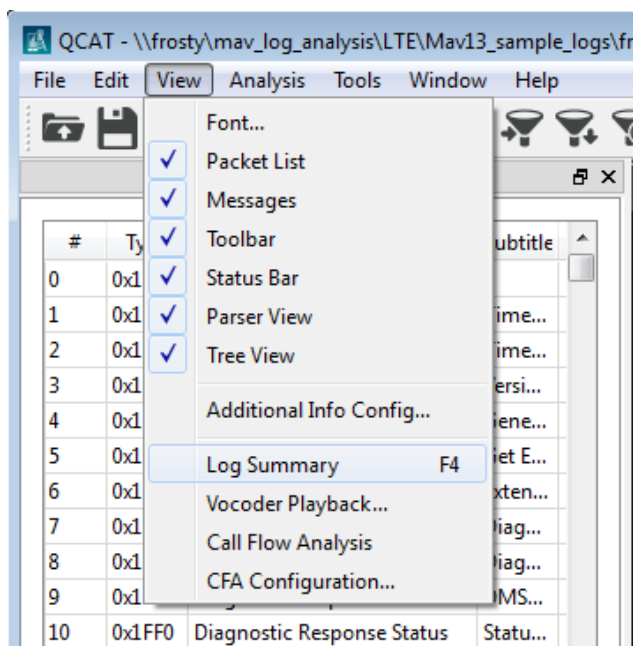 QCAT - \\frosty\mav_log_analysis\LTE\Mav13_sample_logs\fr
File Edit View Analysis Tools Window Help
Font...
Packet List
Messages
Toolbar
Status Bar
Parser View
Tree View
Additional Info Config...
Log Summary F4
Vocoder Playback...
Call Flow Analysis
CFA Configuration...
# Ty ubtitle
0 0x1
1 0x1 ime...
2 0x1 ime...
3 0x1 ersi...
4 0x1 ene...
5 0x1 et E...
6 0x1 xten...
7 0x1 iag...
8 0x1 iag...
9 0x1 MS...
10 0x1FF0 Diagnostic Response Status Statu...